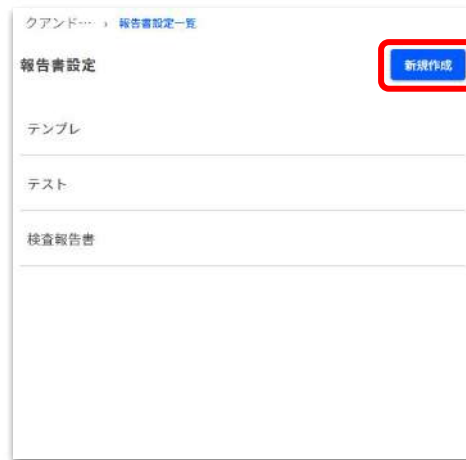 クアンド… › 報告書設定一覧
報告書設定
新規作成
テンプレ
テスト
検査報告書